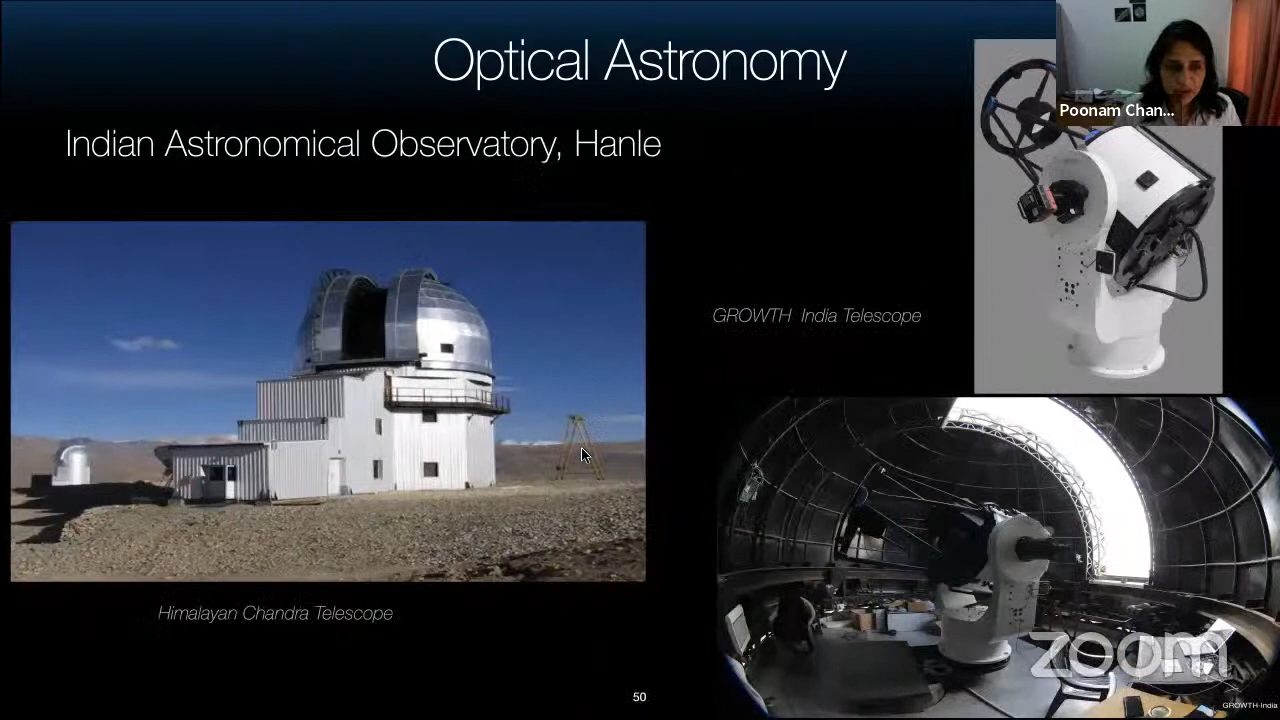 Optical Astronomy
Poonam Chan...
Indian Astronomical Observatory, Hanle
GROWTH India Telescope
Himalayan Chandra Telescope
zoom
50
GROWTH-India